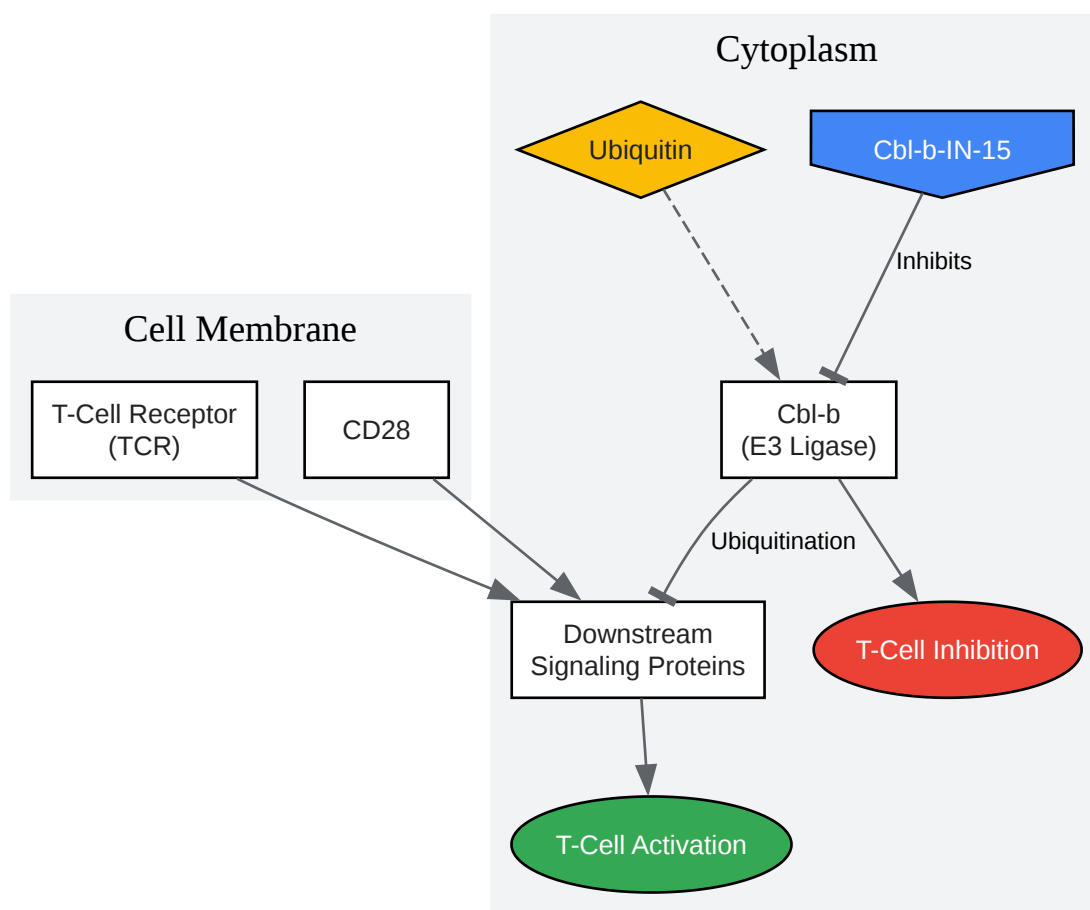 Cytoplasm
Ubiquitin
Cbl-b-IN-15
Inhibits
Cell Membrane
T-Cell Receptor
(TCR)
CD28
Cbl-b
(E3 Ligase)
Ubiquitination
Downstream
Signaling Proteins
T-Cell Inhibition
T-Cell Activation